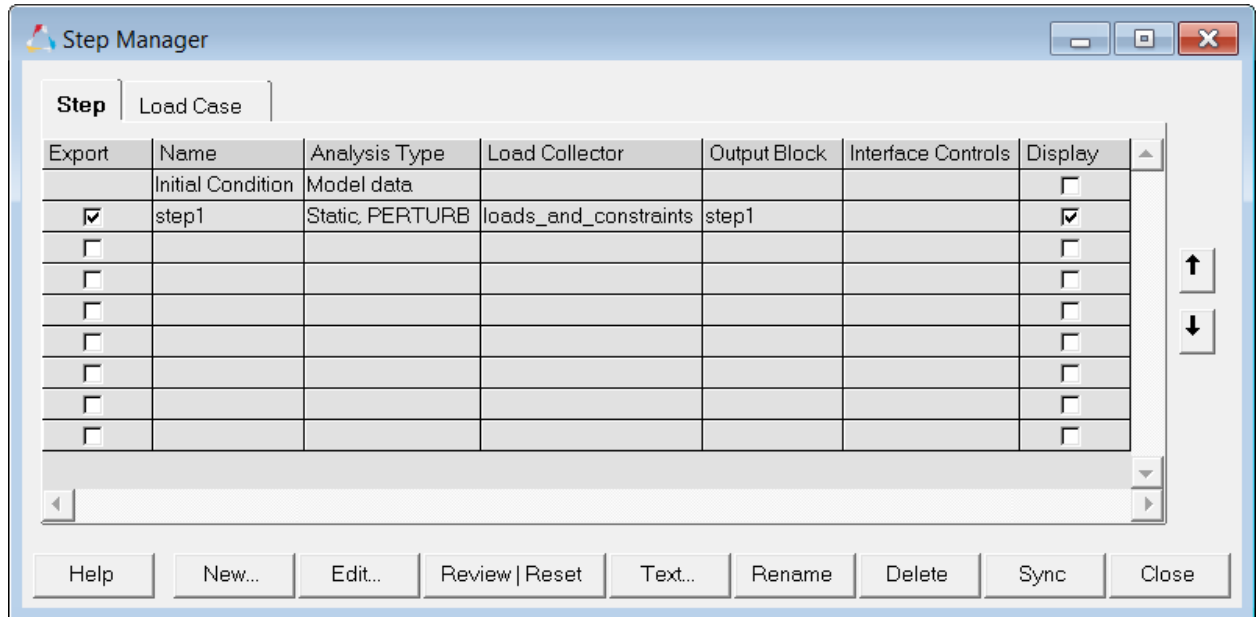 Step Manager
Step Load Case
Export Name Analysis Type Load Collector Output Block Interface Controls Display
Initial Condition Model data
step1 Static, PERTURB loads_and_constraints step1
Help New... Edit... Review | Reset Text... Rename Delete Sync Close